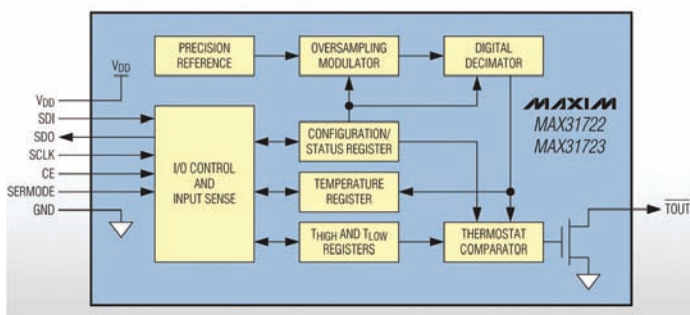 PRECISION
REFERENCE
OVERSAMPLING
MODULATOR
DIGITAL
DECIMATOR
VDD
VDD
SDI
SDO
SCLK
CE
SERMODE
GND
I/O CONTROL
AND
INPUT SENSE
CONFIGURATION/
STATUS REGISTER
TEMPERATURE
REGISTER
THIGH AND TLOW
REGISTERS
THERMOSTAT
COMPARATOR
MAXIM
MAX31722
MAX31723
TOUT